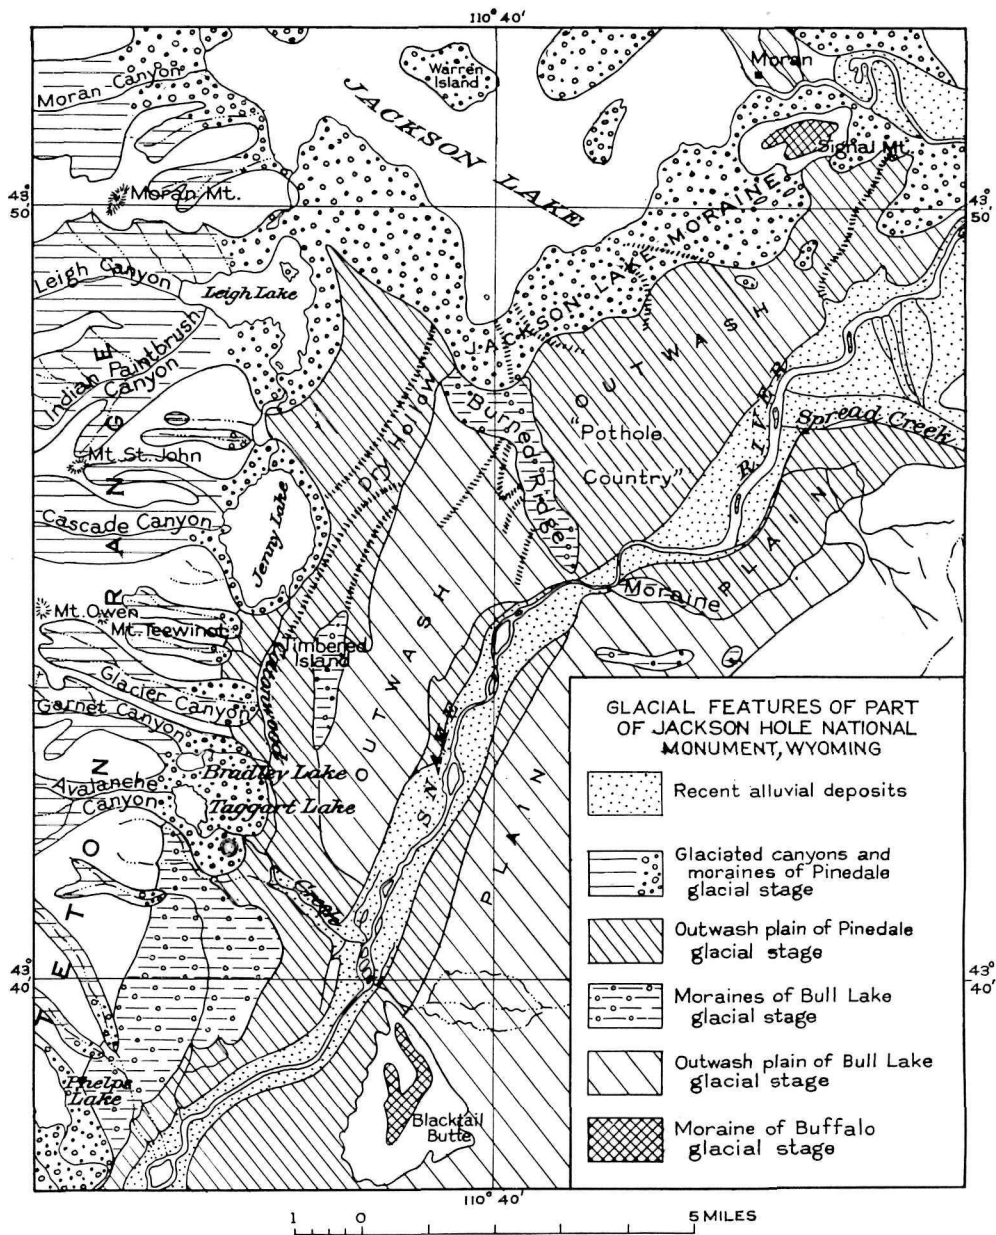 110° 40'
Moran Canyon
Warren
Island
JACKSON
LAKE
Moran
Signal Mt.
Moran Mt.
43°
50'
43°
50'
JACKSON LAKE MORAINE
Leigh Canyon
Leigh Lake
Indian Paintbrush
Canyon
Dry Hollow
Burned Ridge
OUTWASH
"Pothole
Country"
PLAIN
RIVER
Spread Creek
Mt. St. John
Cascade Canyon
Jenny Lake
Moraine
Mt. Owen
Mt. Teewinot
Timbered
Island
Cottonwood
Creek
Glacier
Canyon
Garnet Canyon
Bradley Lake
Avalanche
Canyon
Taggart Lake
OUTWASH
PLAIN
SNAKE
TETON
RANGE
43°
40'
43°
40'
Phelps
Lake
Blacktail
Butte
GLACIAL FEATURES OF PART
OF JACKSON HOLE NATIONAL
MONUMENT, WYOMING
Recent alluvial deposits
Glaciated canyons and
moraines of Pinedale
glacial stage
Outwash plain of Pinedale
glacial stage
Moraines of Bull Lake
glacial stage
Outwash plain of Bull Lake
glacial stage
Moraine of Buffalo
glacial stage
110° 40'
1 0 5 MILES